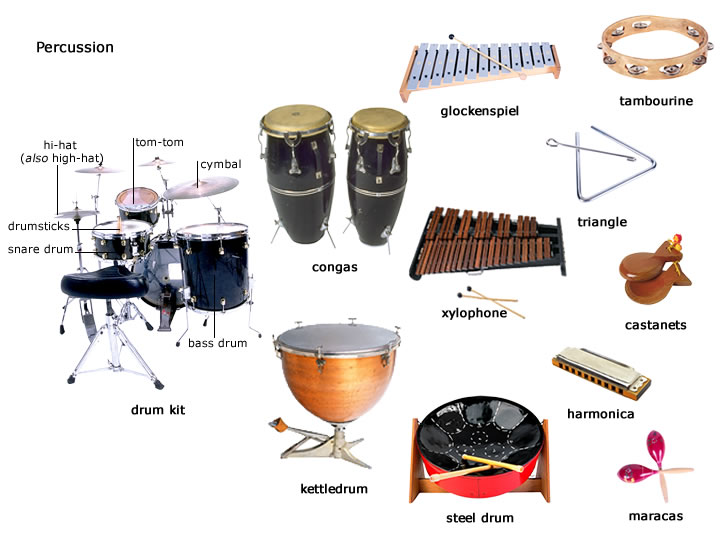 Percussion
glockenspiel
tambourine
hi-hat
(also high-hat)
tom-tom
cymbal
drumsticks
snare drum
bass drum
drum kit
congas
triangle
xylophone
castanets
harmonica
kettledrum
steel drum
maracas